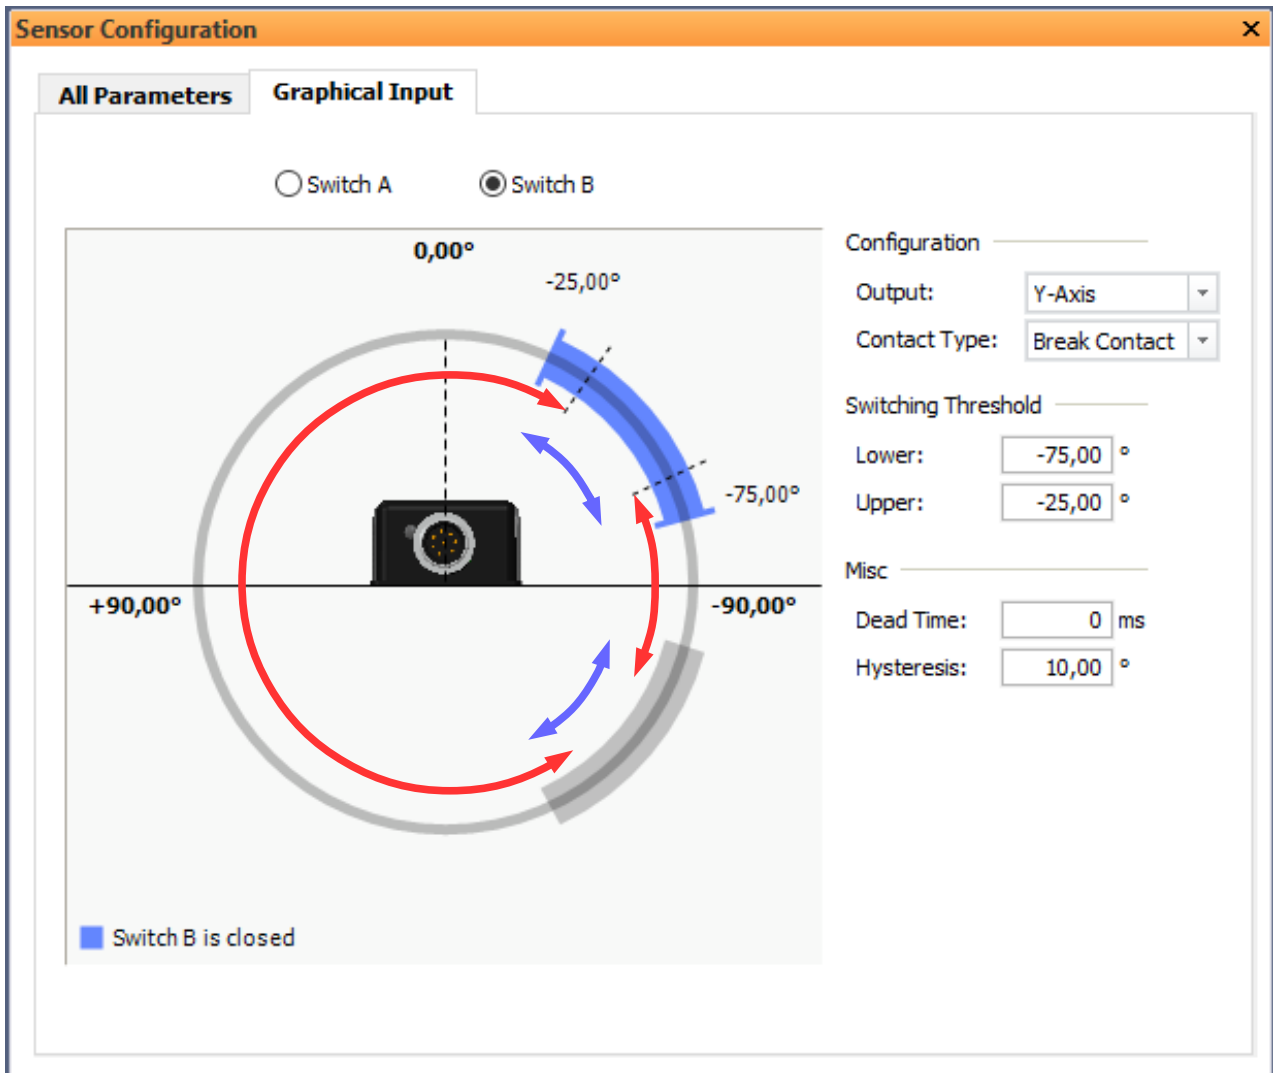 Sensor Configuration
All Parameters
Graphical Input
Switch A
Switch B
0,00°
-25,00°
-75,00°
+90,00°
-90,00°
Switch B is closed
Configuration
Output: Y-Axis
Contact Type: Break Contact
Switching Threshold
Lower: -75,00 °
Upper: -25,00 °
Misc
Dead Time: 0 ms
Hysteresis: 10,00 °